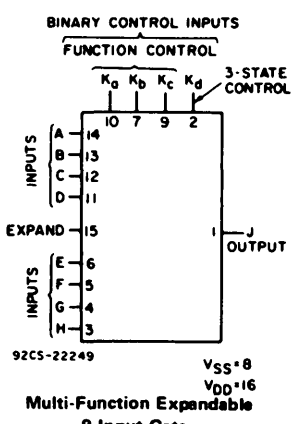 BINARY CONTROL INPUTS
FUNCTION CONTROL
Ka Kb Kc Kd
3-STATE CONTROL
10 7 9 2
INPUTS
A 14
B 13
C 12
D 11
EXPAND 15
1 J
OUTPUT
INPUTS
E 6
F 5
G 4
H 3
92CS-22249
VSS=8
VDD=16
Multi-Function Expandable
8-Input Gate